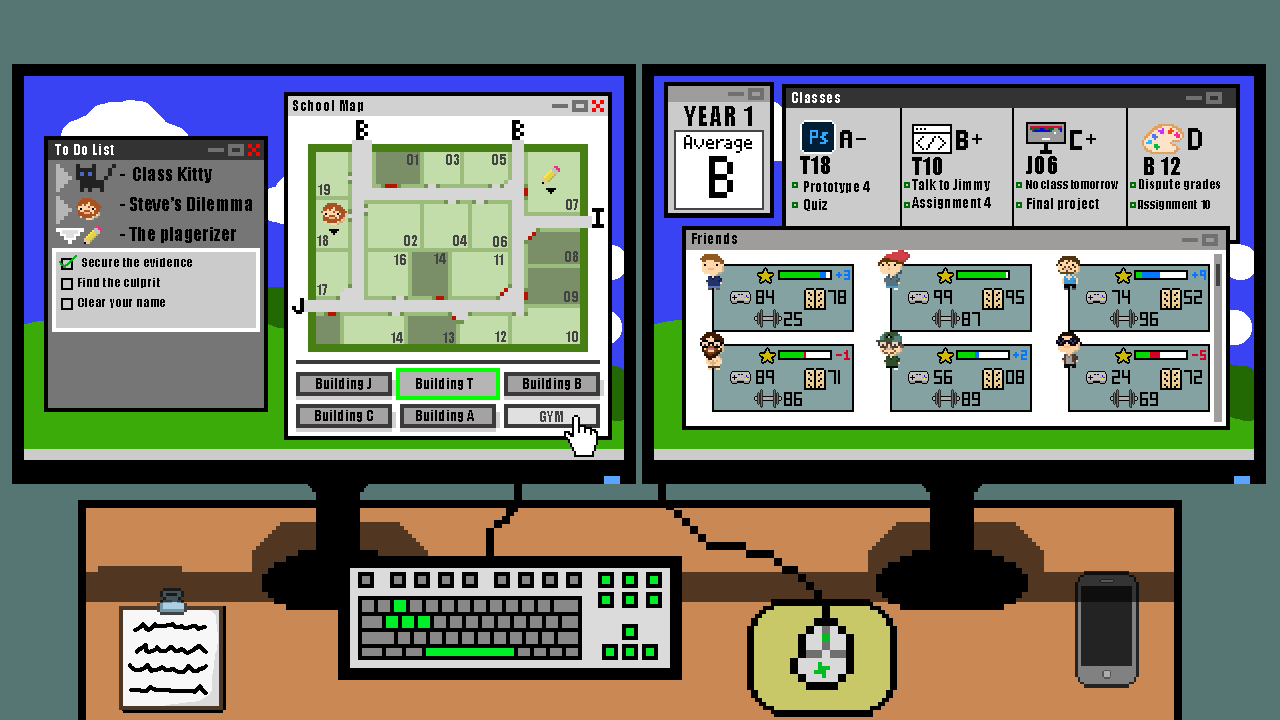 To Do List
- Class Kitty
- Steve's Dilemma
- The plagerizer
Secure the evidence
Find the culprit
Clear your name
School Map
B B
01 03 05
19
07
I
18
02 04 06
16 14 11
08
17
09
J
14 13 12 10
Building J Building T Building B
Building C Building A GYM
YEAR 1
Average
B
Classes
Ps A-
T18
Prototype 4
Quiz
B+
T10
Talk to Jimmy
Assignment 4
C+
J06
No class tomorrow
Final project
D
B 12
Dispute grades
Assignment 10
Friends
+3
84 78
25
99 95
87
+9
74 52
96
-1
89 71
86
+2
56 08
89
-5
24 72
69